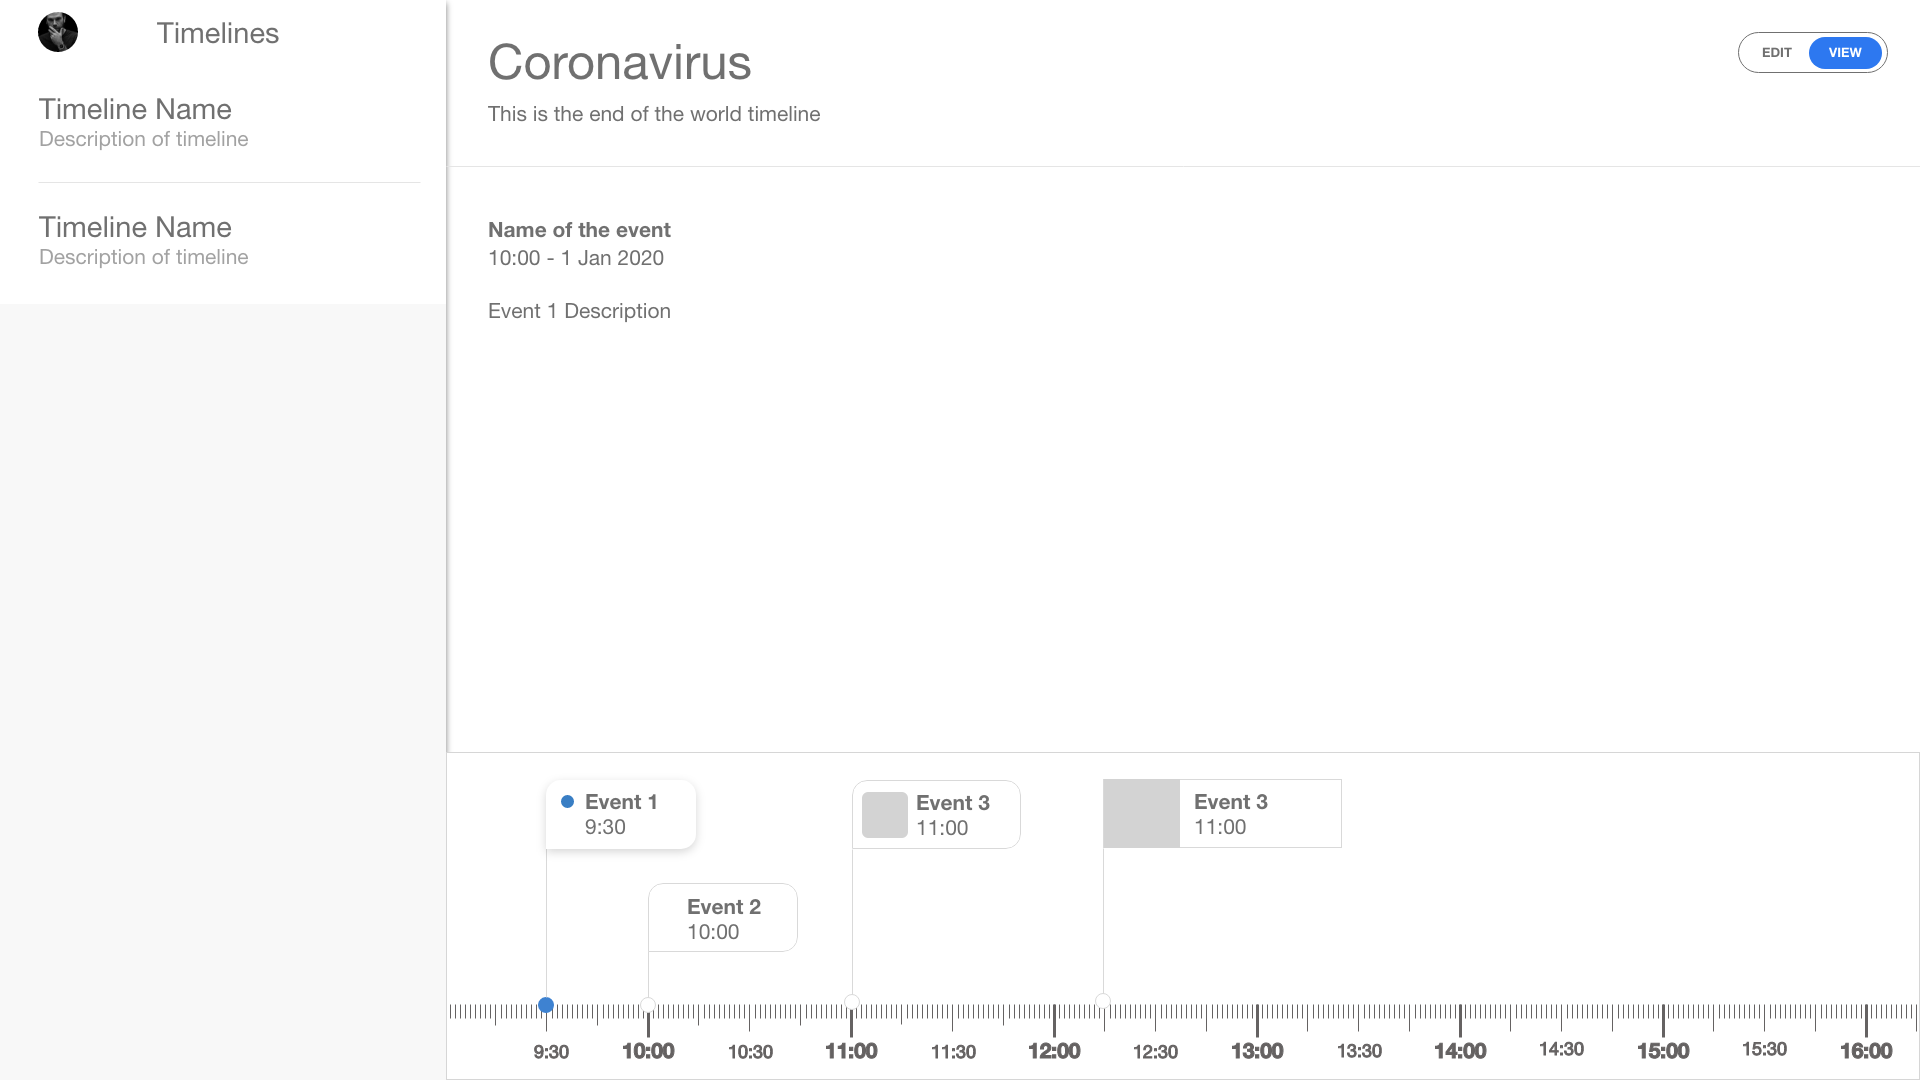 Timelines
Timeline Name
Description of timeline
Timeline Name
Description of timeline
Coronavirus
This is the end of the world timeline
EDIT VIEW
Name of the event
10:00 - 1 Jan 2020
Event 1 Description
Event 1
9:30
Event 2
10:00
Event 3
11:00
Event 3
11:00
9:30 10:00 10:30 11:00 11:30 12:00 12:30 13:00 13:30 14:00 14:30 15:00 15:30 16:00